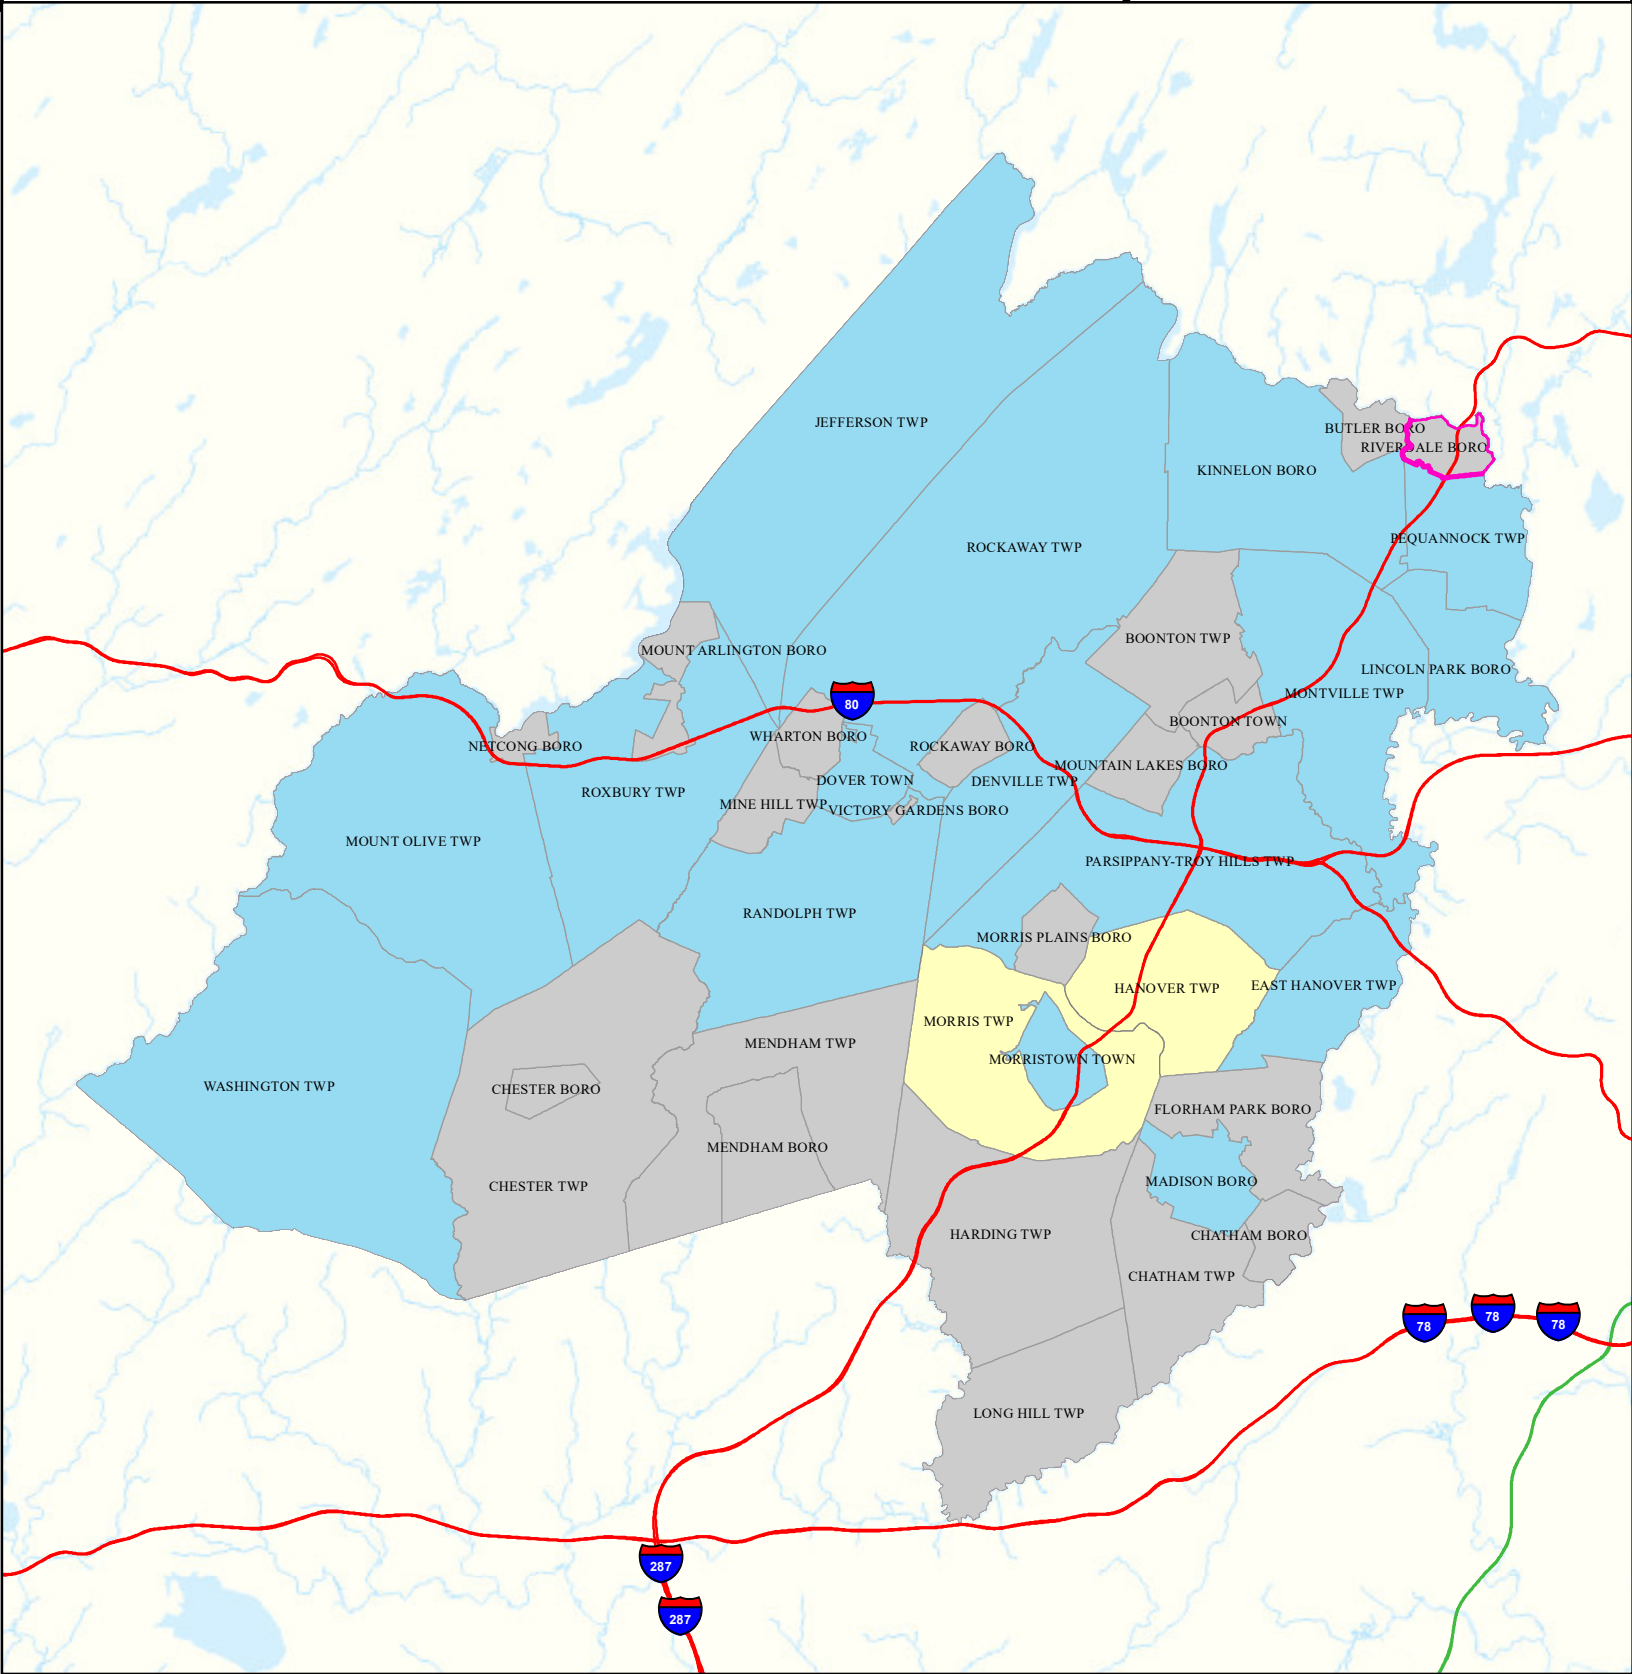 JEFFERSON TWP
BUTLER BORO
RIVERDALE BORO
KINNELON BORO
PEQUANNOCK TWP
ROCKAWAY TWP
BOONTON TWP
MOUNT ARLINGTON BORO
LINCOLN PARK BORO
MONTVILLE TWP
80
BOONTON TOWN
WHARTON BORO
NETCONG BORO
ROCKAWAY BORO
MOUNTAIN LAKES BORO
DOVER TOWN
DENVILLE TWP
ROXBURY TWP
MINE HILL TWP
VICTORY GARDENS BORO
MOUNT OLIVE TWP
PARSIPPANY-TROY HILLS TWP
RANDOLPH TWP
MORRIS PLAINS BORO
HANOVER TWP
EAST HANOVER TWP
MORRIS TWP
MENDHAM TWP
MORRISTOWN TOWN
WASHINGTON TWP
CHESTER BORO
FLORHAM PARK BORO
MENDHAM BORO
MADISON BORO
CHESTER TWP
HARDING TWP
CHATHAM BORO
CHATHAM TWP
78
78
78
LONG HILL TWP
287
287